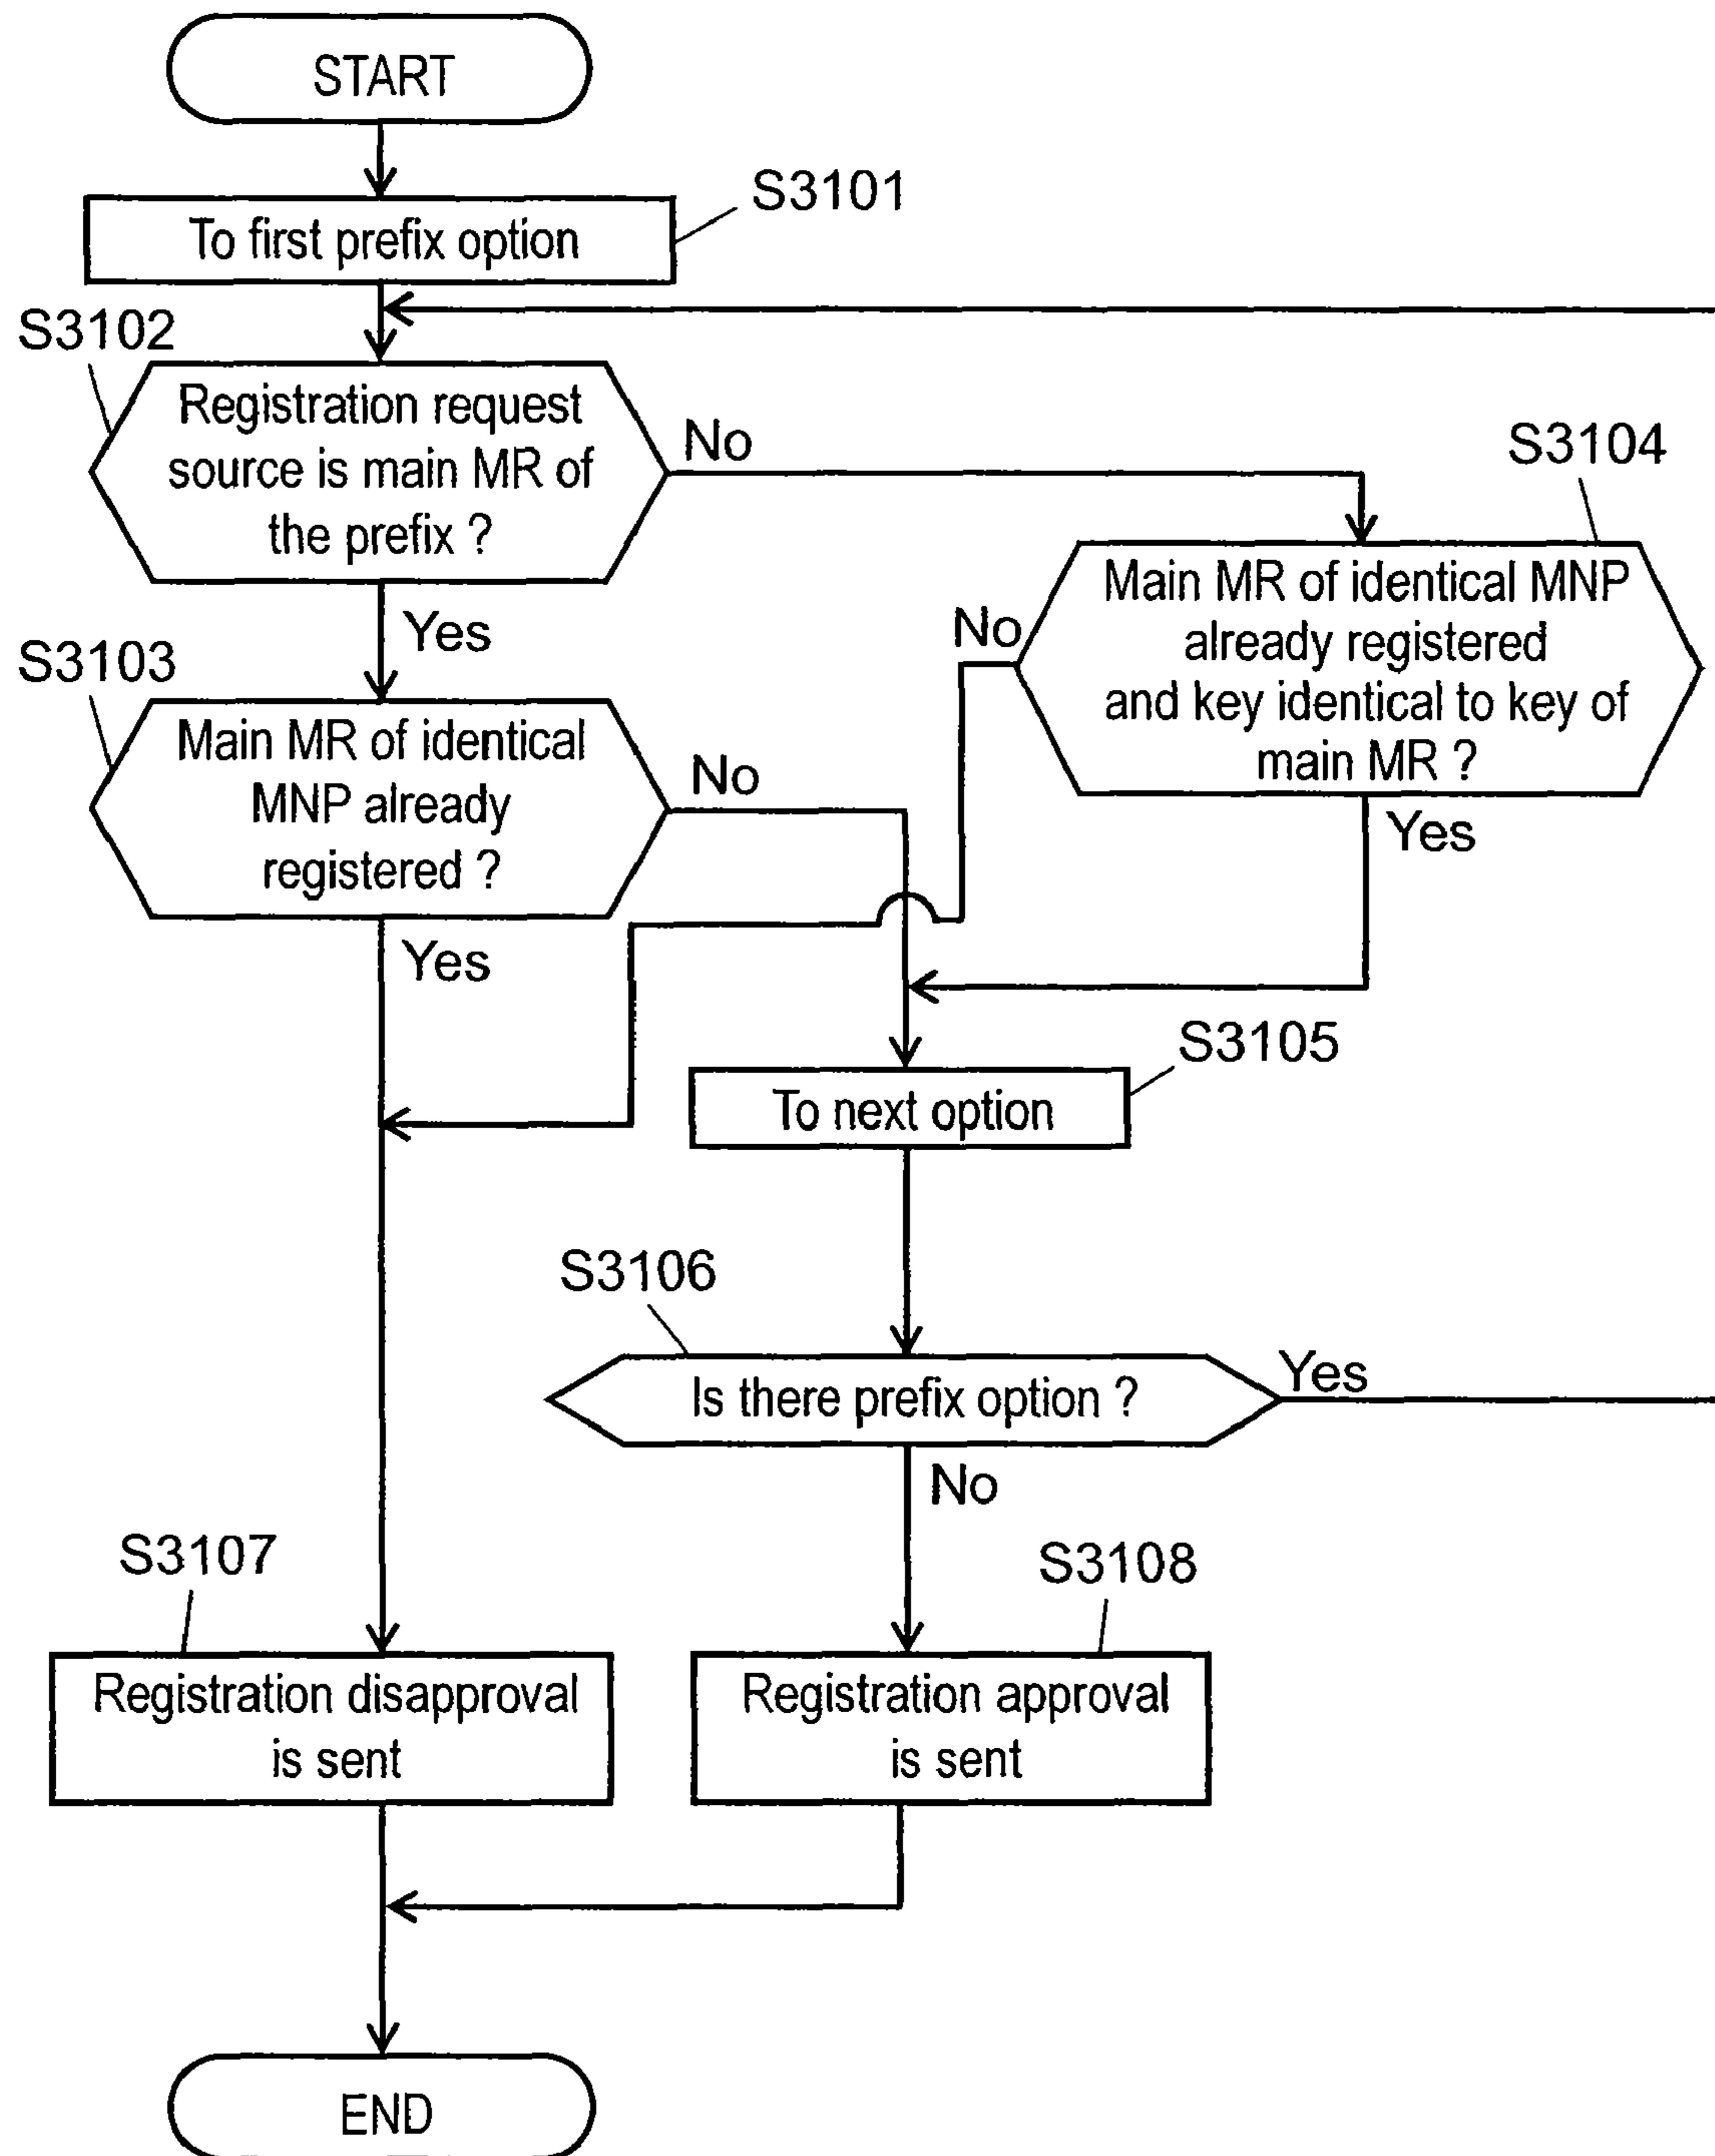 START
S3101
To first prefix option
S3102
Registration request
source is main MR of
the prefix ?
No
S3104
Main MR of identical MNP
already registered
and key identical to key of
main MR ?
No
Yes
Yes
S3103
Main MR of identical
MNP already
registered ?
No
Yes
S3105
To next option
S3106
Is there prefix option ?
Yes
No
S3107
Registration disapproval
is sent
S3108
Registration approval
is sent
END